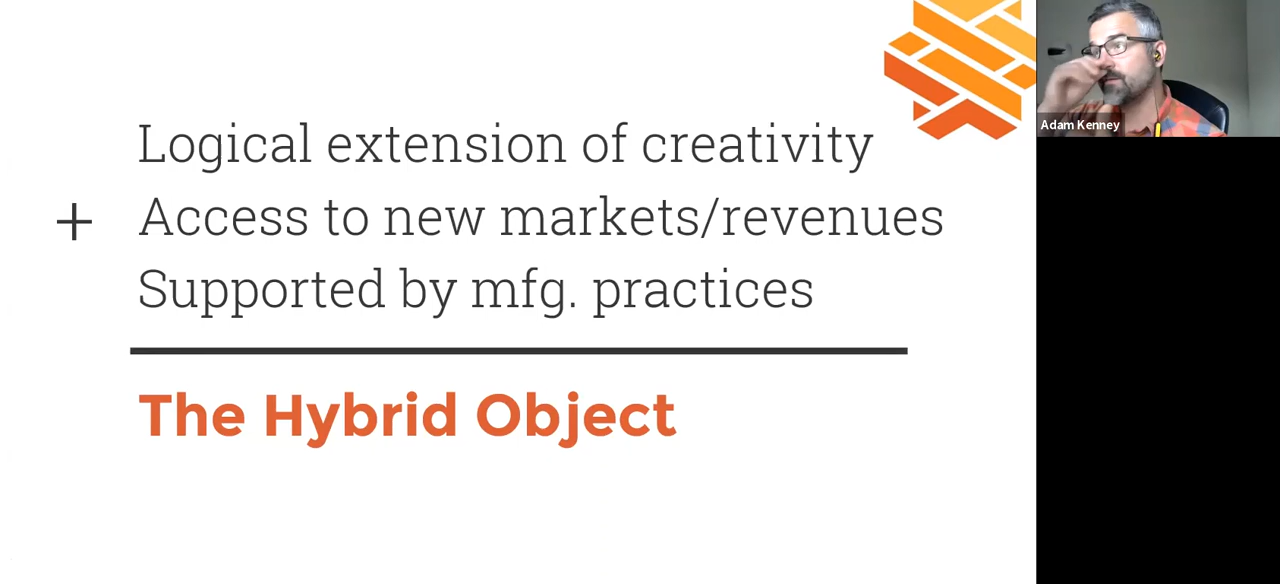 Logical extension of creativity
+ Access to new markets/revenues
Supported by mfg. practices
The Hybrid Object
Adam Kenney